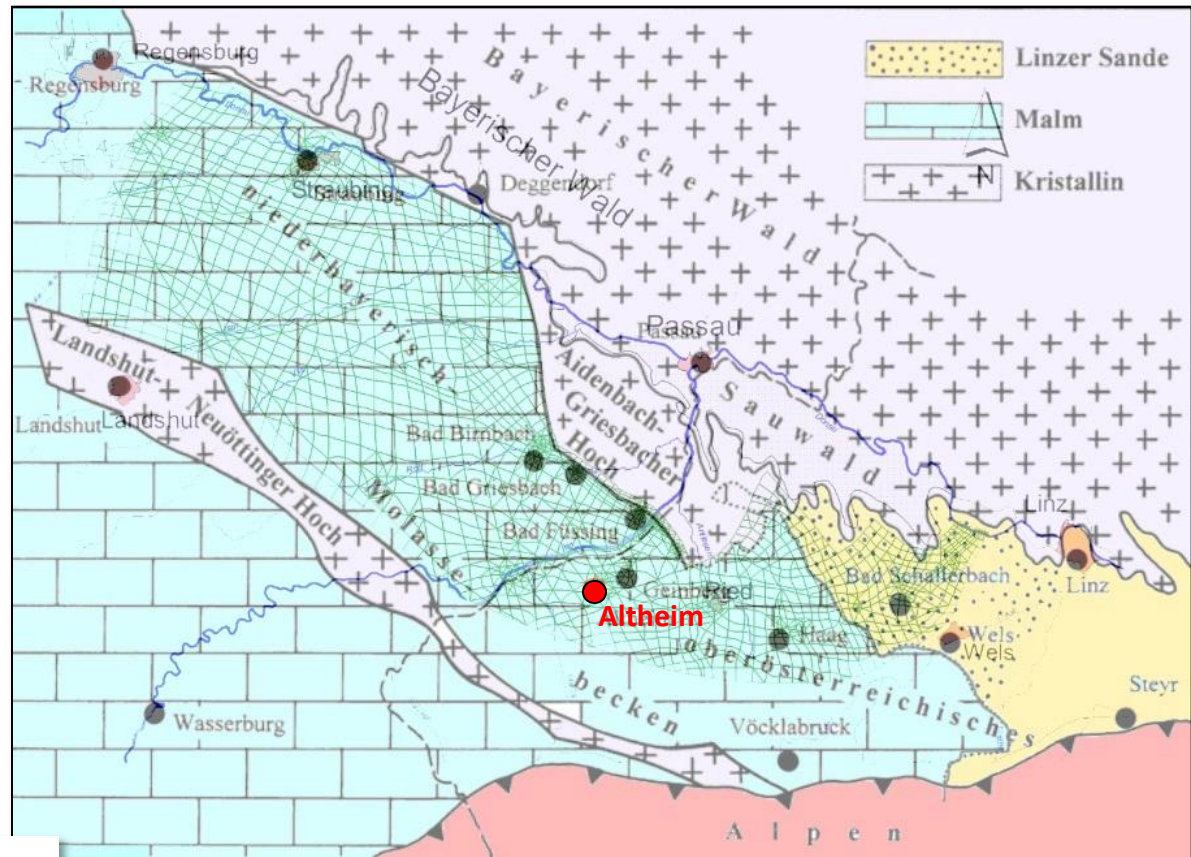 Regensburg
Regensburg
Bayerischer Wald
Bayerischer Wald
Linzer Sande
Malm
N
Kristallin
Straubing
Deggendorf
niederbayerisch-
Landshut-
Neuöttinger Hoch
Landshut
Landshut
Passau
Passau
Aidenbach-
Griesbacher
Hoch
Sauwald
Bad Birnbach
Bad Griesbach
Bad Füssing
Molasse
Linz
Linz
Geinberg
Ried
Altheim
Bad Schallerbach
Haag
Wels
Wels
oberösterreichisches
becken
Steyr
Wasserburg
Vöcklabruck
Alpen